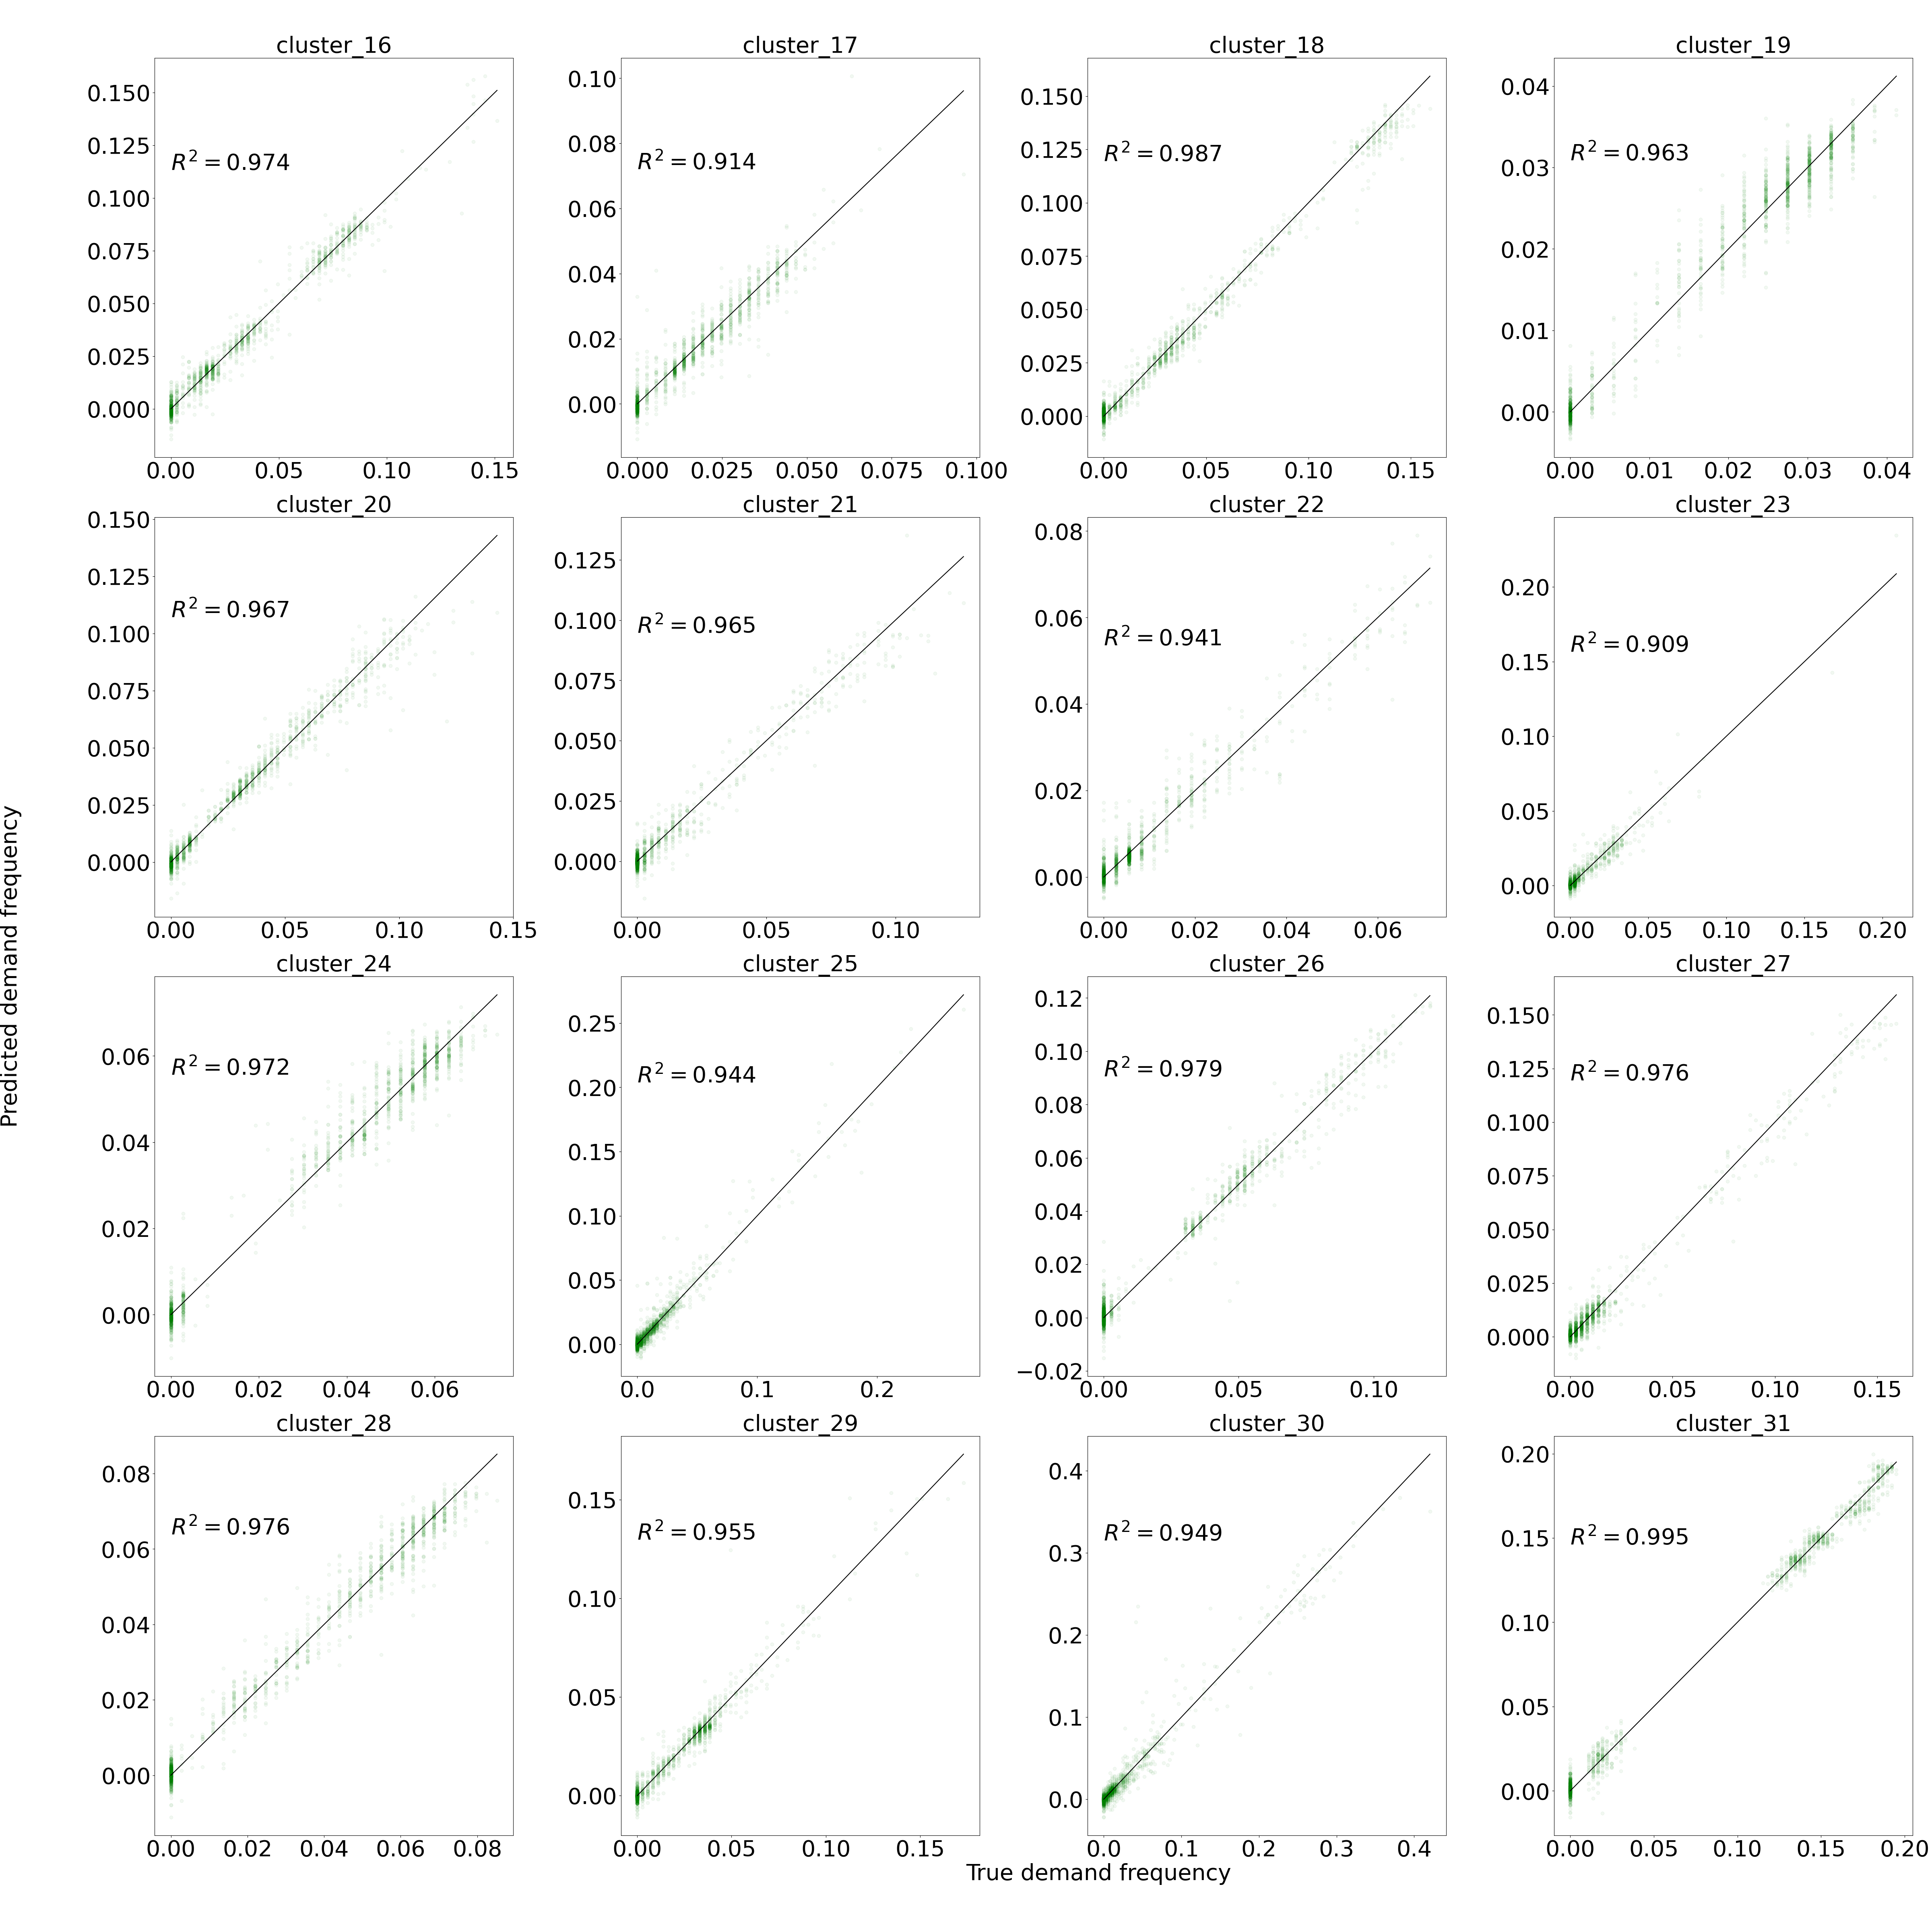 cluster_16
0.150
0.125
0.100
0.075
0.050
0.025
0.000
R² = 0.974
0.00 0.05 0.10 0.15
cluster_17
0.10
0.08
0.06
0.04
0.02
0.00
R² = 0.914
0.000 0.025 0.050 0.075 0.100
cluster_18
0.150
0.125
0.100
0.075
0.050
0.025
0.000
R² = 0.987
0.00 0.05 0.10 0.15
cluster_19
0.04
0.03
0.02
0.01
0.00
R² = 0.963
0.00 0.01 0.02 0.03 0.04
cluster_20
0.150
0.125
0.100
0.075
0.050
0.025
0.000
R² = 0.967
0.00 0.05 0.10 0.15
cluster_21
0.125
0.100
0.075
0.050
0.025
0.000
R² = 0.965
0.00 0.05 0.10
cluster_22
0.08
0.06
0.04
0.02
0.00
R² = 0.941
0.00 0.02 0.04 0.06
cluster_23
0.20
0.15
0.10
0.05
0.00
R² = 0.909
0.00 0.05 0.10 0.15 0.20
Predicted demand frequency
cluster_24
0.06
0.04
0.02
0.00
R² = 0.972
0.00 0.02 0.04 0.06
cluster_25
0.25
0.20
0.15
0.10
0.05
0.00
R² = 0.944
0.0 0.1 0.2
cluster_26
0.12
0.10
0.08
0.06
0.04
0.02
0.00
−0.02
R² = 0.979
0.00 0.05 0.10
cluster_27
0.150
0.125
0.100
0.075
0.050
0.025
0.000
R² = 0.976
0.00 0.05 0.10 0.15
cluster_28
0.08
0.06
0.04
0.02
0.00
R² = 0.976
0.00 0.02 0.04 0.06 0.08
cluster_29
0.15
0.10
0.05
0.00
R² = 0.955
0.00 0.05 0.10 0.15
cluster_30
0.4
0.3
0.2
0.1
0.0
R² = 0.949
0.0 0.1 0.2 0.3 0.4
cluster_31
0.20
0.15
0.10
0.05
0.00
R² = 0.995
0.00 0.05 0.10 0.15 0.20
True demand frequency